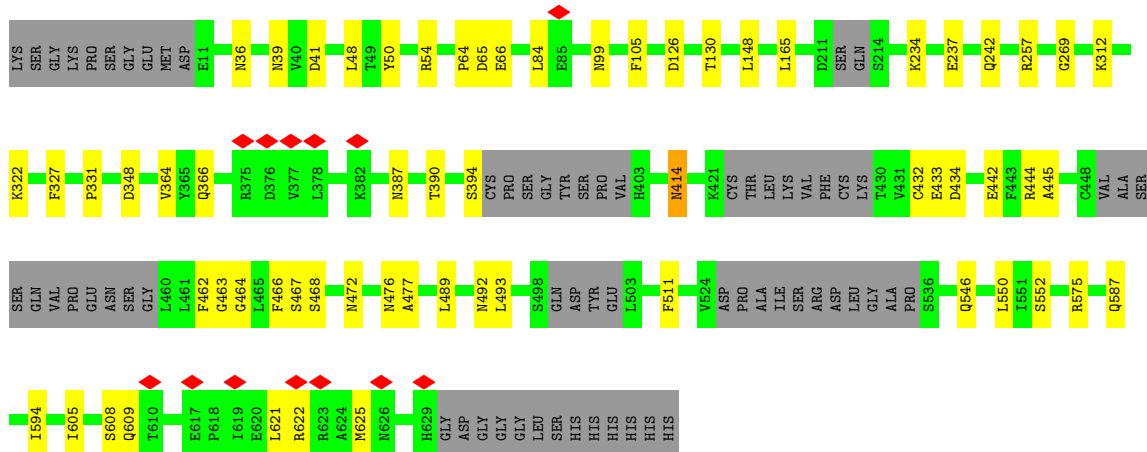 LYS SER GLY LYS PRO SER GLY GLU MET ASP E11 N36 N39 V40 D41 L48 T49 Y50 R54 P64 D65 E66 L84 E85 N99 F105 D126 T130 L148 L165 D211 SER GLN S214 K234 E237 Q242 R257 G269 K312
K322 F327 P331 D348 V364 Y365 Q366 R375 D376 V377 L378 K382 N387 T390 S394 CYS PRO SER GLY TYR SER PRO VAL H403 N414 K421 CYS THR LEU LYS VAL PHE CYS LYS T430 V431 C432 E433 D434 E442 F443 R444 A445 C448 VAL ALA SER
SER GLN VAL PRO GLU ASN SER GLY L460 L461 F462 G463 G464 L465 F466 S467 S468 N472 N476 A477 L489 N492 L493 S498 GLN ASP TYR GLU L503 F511 V524 ASP PRO ALA ILE SER ARG ASP LEU GLY ALA PRO S536 Q546 L550 I551 S552 R575 Q587
I594 I605 S608 Q609 T610 E617 P618 I619 E620 L621 R622 R623 A624 M625 N626 H629 GLY ASP GLY GLY GLY LEU SER HIS HIS HIS HIS HIS HIS